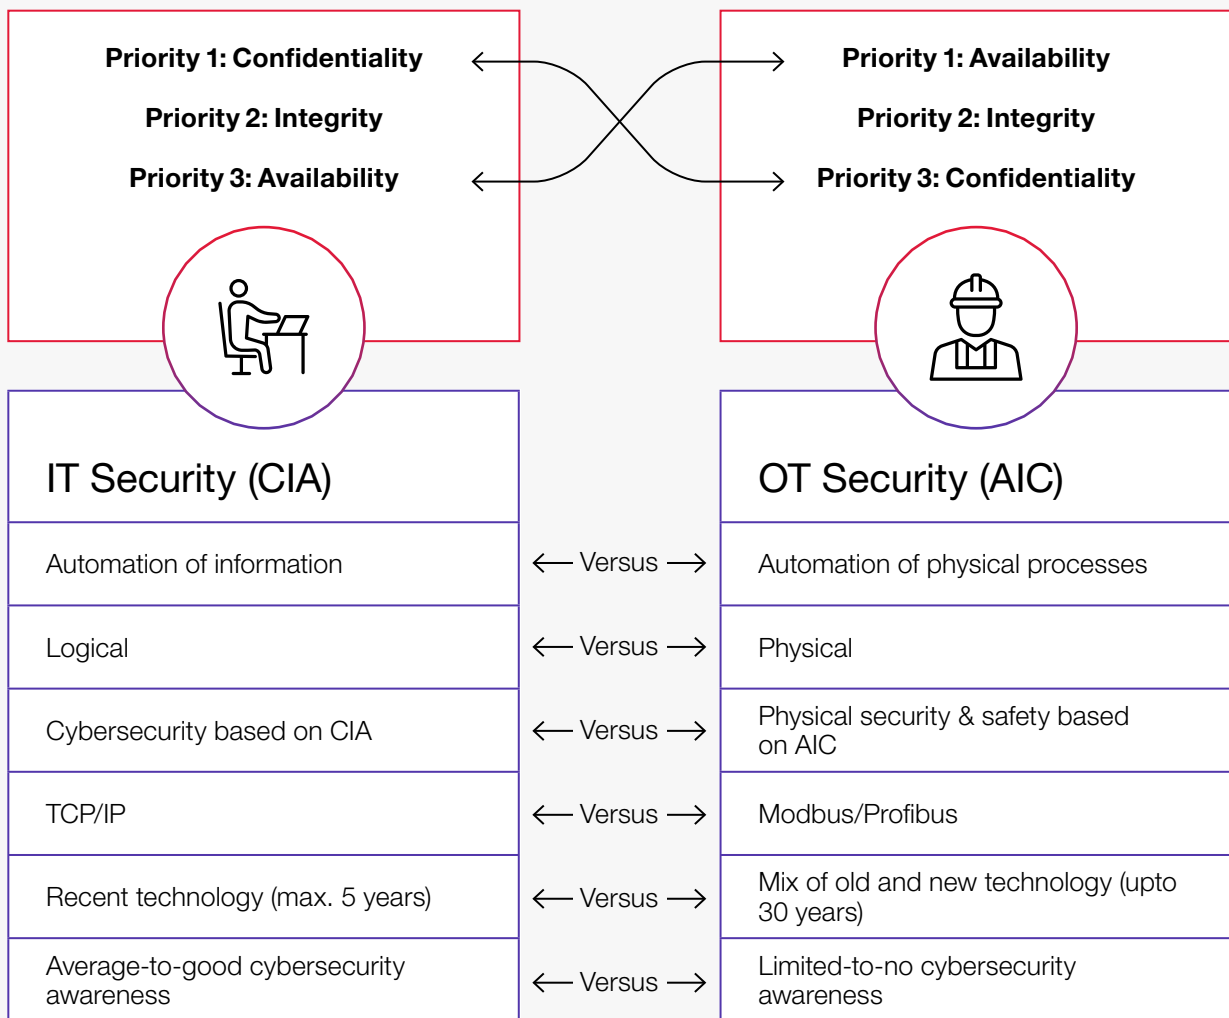 Priority 1: Confidentiality
Priority 2: Integrity
Priority 3: Availability
Priority 1: Availability
Priority 2: Integrity
Priority 3: Confidentiality
IT Security (CIA)
OT Security (AIC)
Automation of information
Versus
Automation of physical processes
Logical
Versus
Physical
Cybersecurity based on CIA
Versus
Physical security & safety based
on AIC
TCP/IP
Versus
Modbus/Profibus
Recent technology (max. 5 years)
Versus
Mix of old and new technology (upto
30 years)
Average-to-good cybersecurity
awareness
Versus
Limited-to-no cybersecurity
awareness